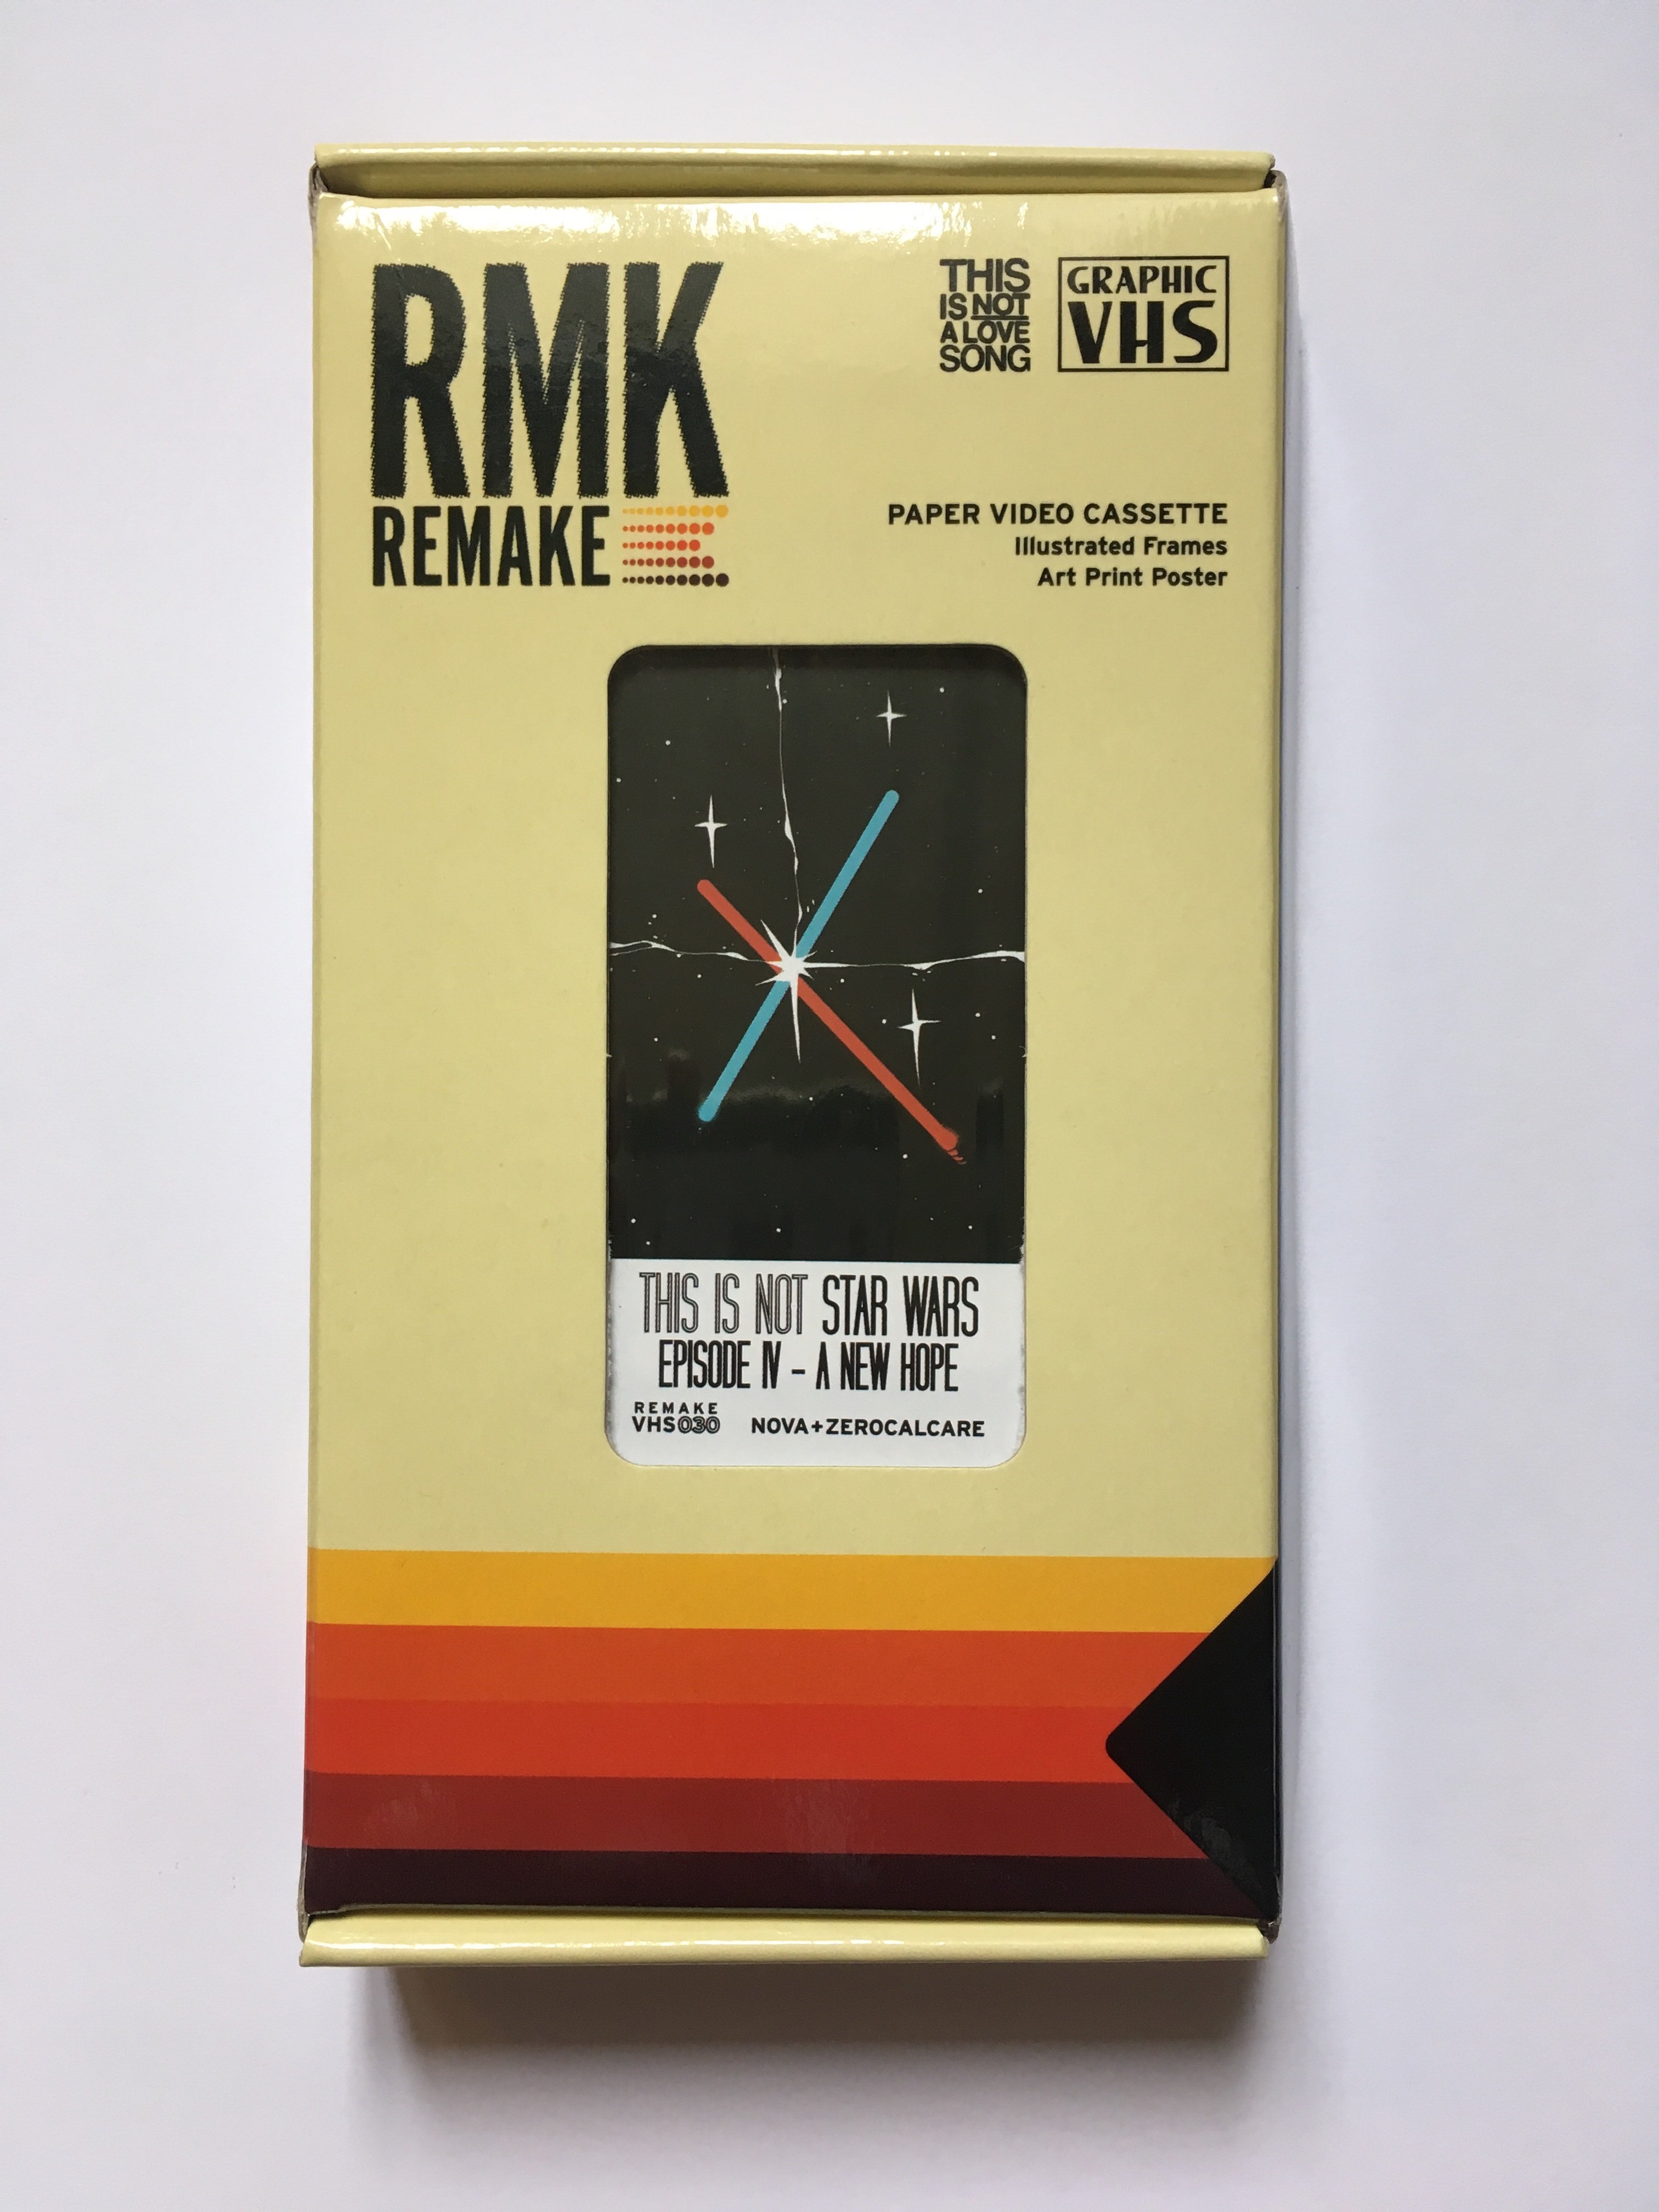 RMK
REMAKE
THIS
IS NOT
A LOVE
SONG
GRAPHIC
VHS
PAPER VIDEO CASSETTE
Illustrated Frames
Art Print Poster
THIS IS NOT STAR WARS
EPISODE IV - A NEW HOPE
REMAKE
VHS030
NOVA+ZEROCALCARE